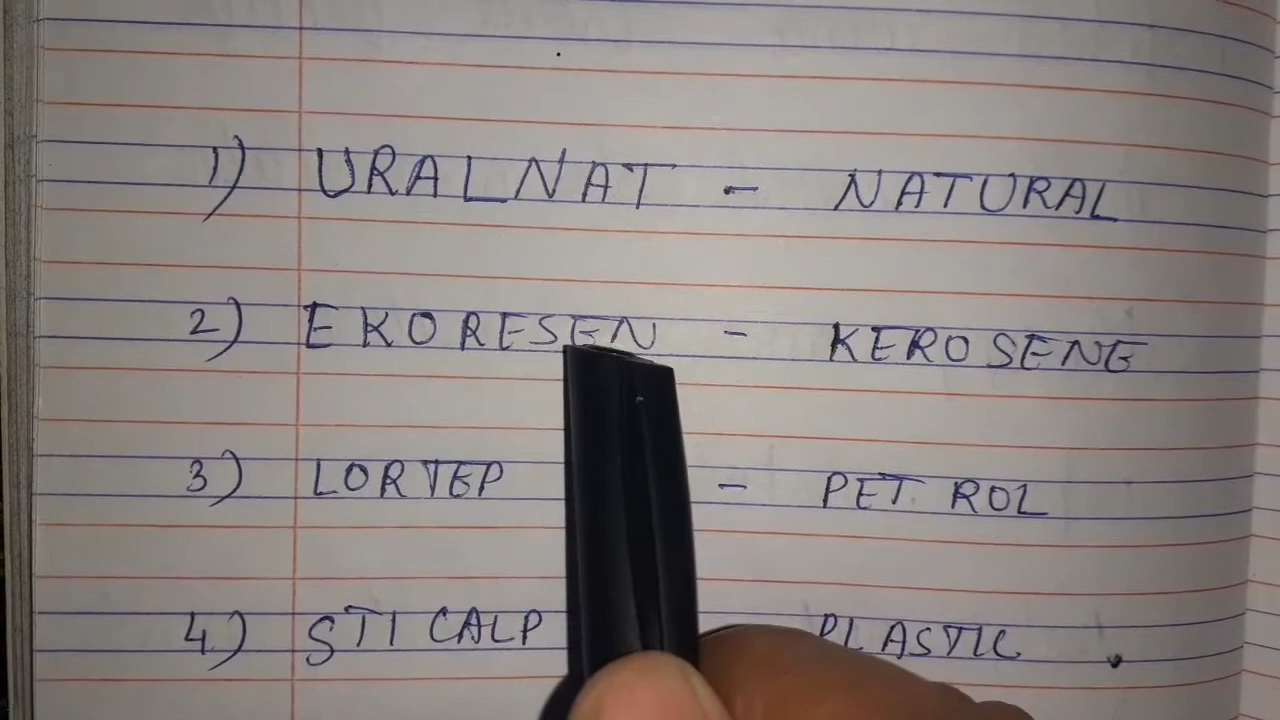 1) URALNAT - NATURAL
2) EKORESEN - KEROSENE
3) LORTEP - PETROL
4) STICALP PLASTIC.